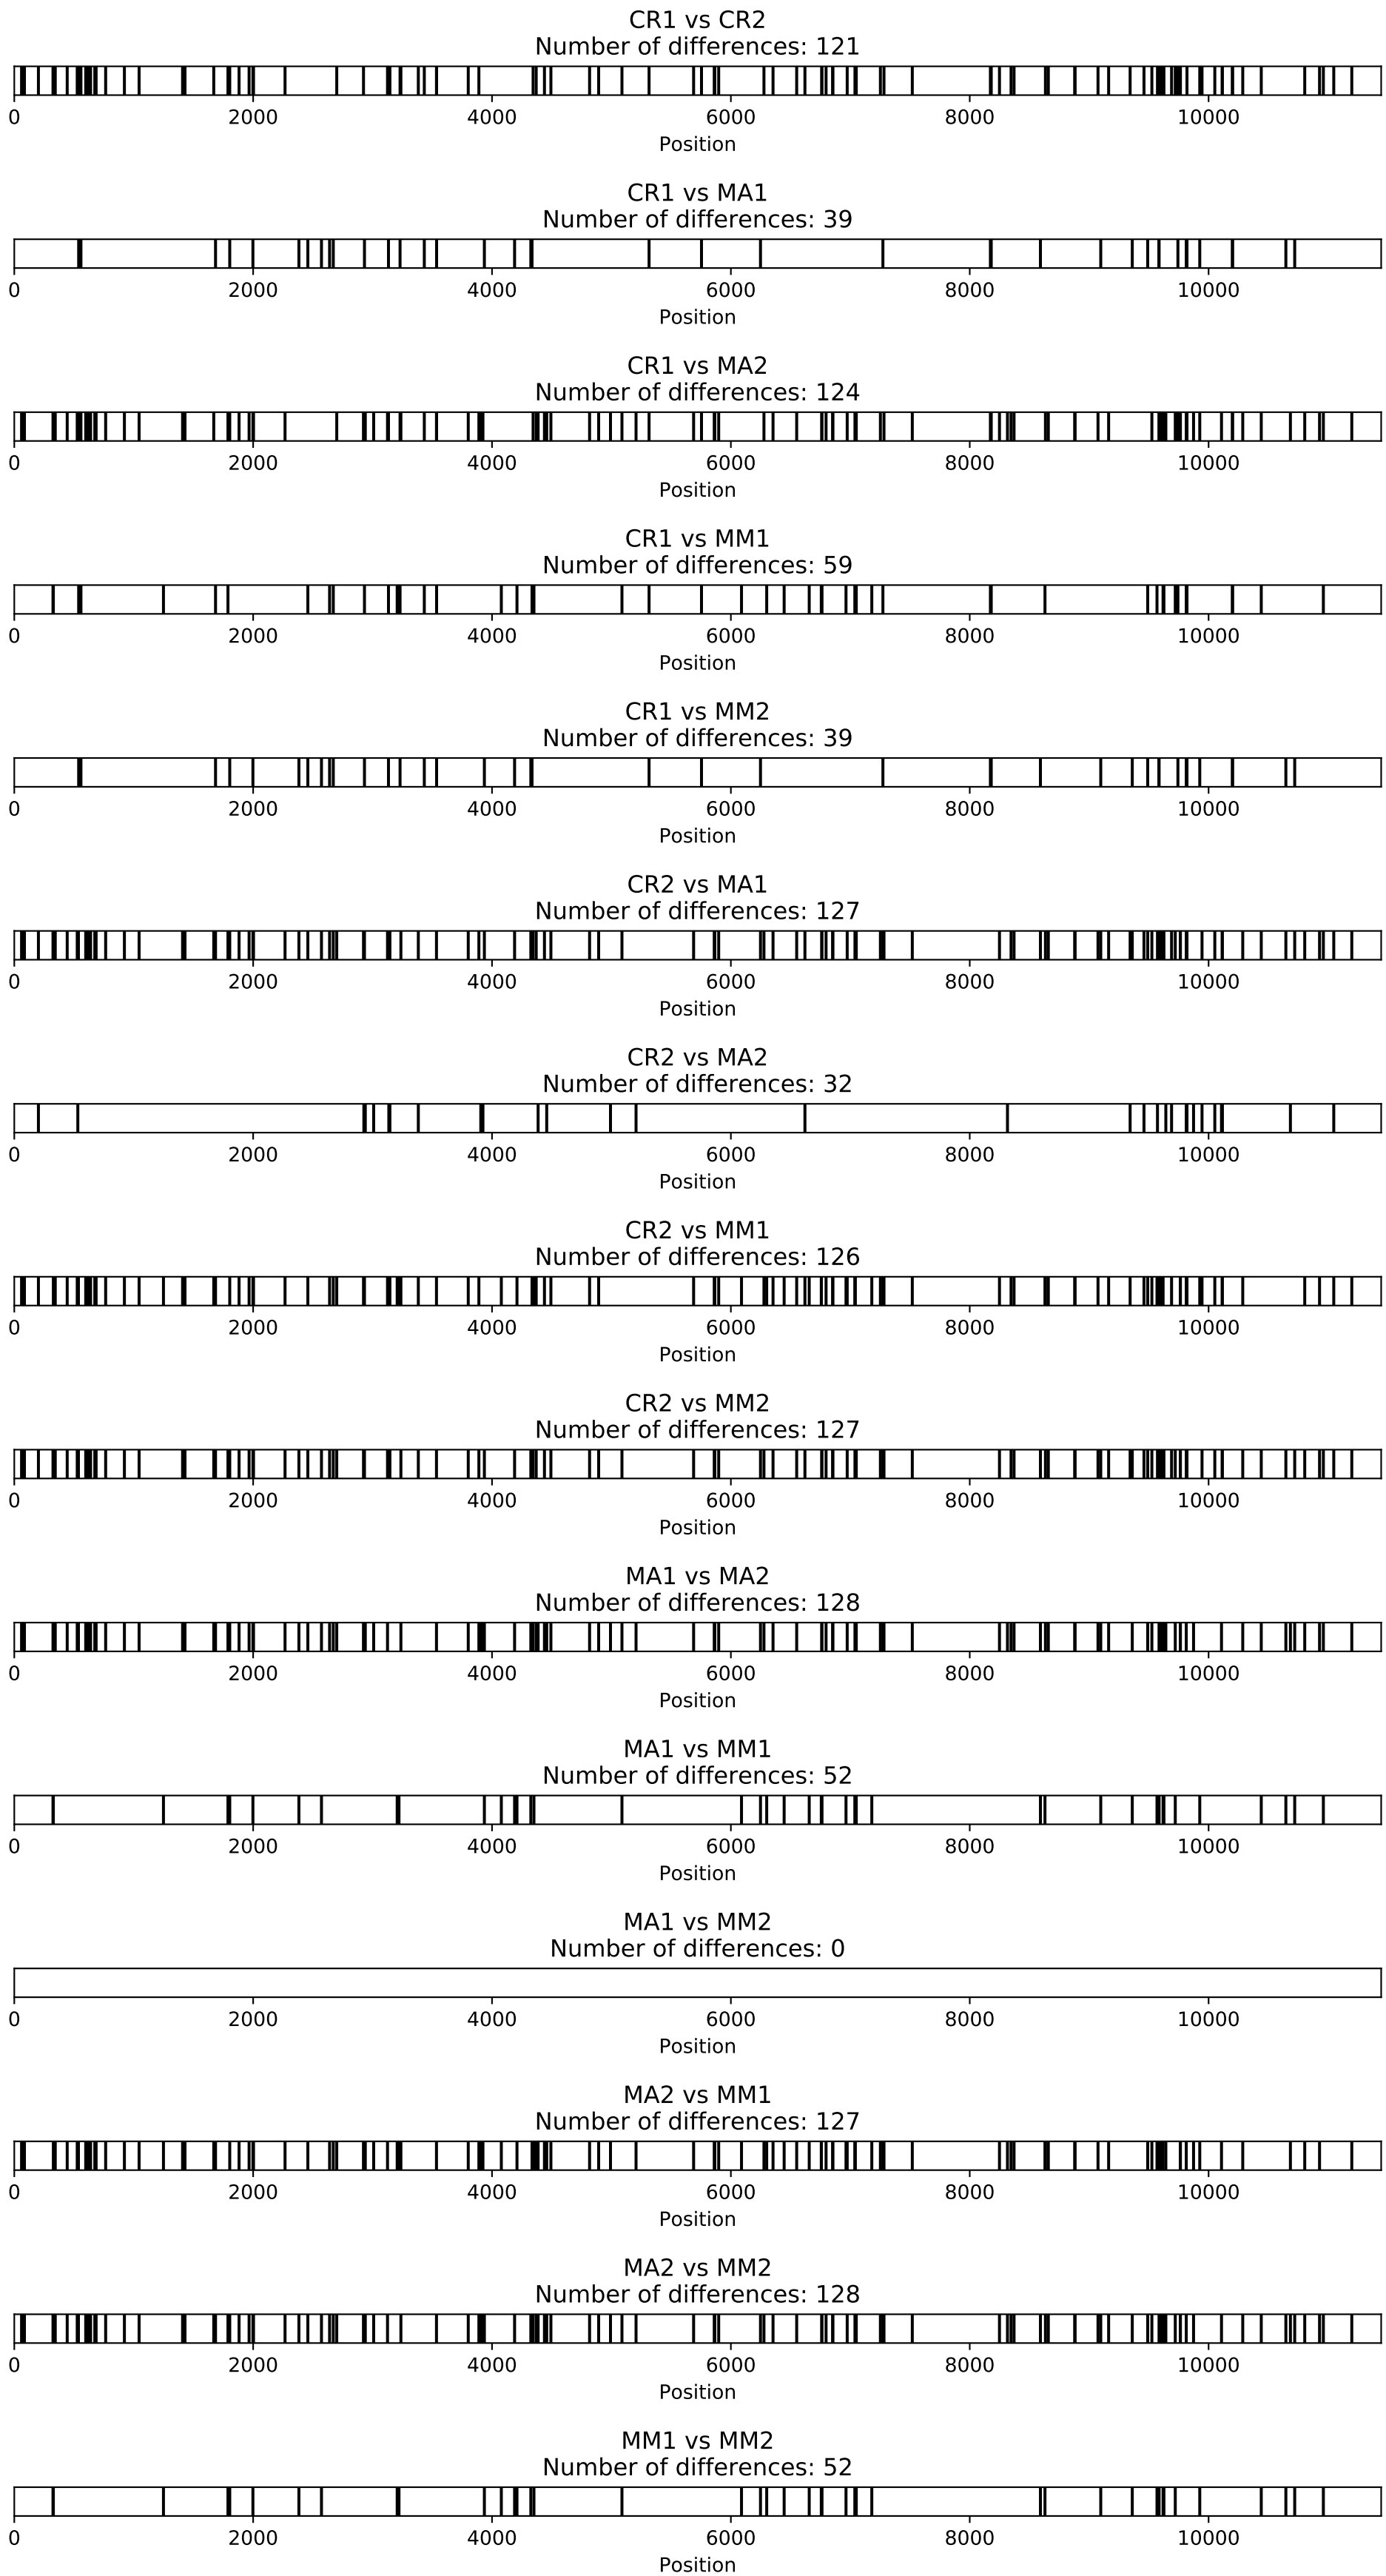 CR1 vs CR2
Number of differences: 121
0 2000 4000 6000 8000 10000
Position
CR1 vs MA1
Number of differences: 39
0 2000 4000 6000 8000 10000
Position
CR1 vs MA2
Number of differences: 124
0 2000 4000 6000 8000 10000
Position
CR1 vs MM1
Number of differences: 59
0 2000 4000 6000 8000 10000
Position
CR1 vs MM2
Number of differences: 39
0 2000 4000 6000 8000 10000
Position
CR2 vs MA1
Number of differences: 127
0 2000 4000 6000 8000 10000
Position
CR2 vs MA2
Number of differences: 32
0 2000 4000 6000 8000 10000
Position
CR2 vs MM1
Number of differences: 126
0 2000 4000 6000 8000 10000
Position
CR2 vs MM2
Number of differences: 127
0 2000 4000 6000 8000 10000
Position
MA1 vs MA2
Number of differences: 128
0 2000 4000 6000 8000 10000
Position
MA1 vs MM1
Number of differences: 52
0 2000 4000 6000 8000 10000
Position
MA1 vs MM2
Number of differences: 0
0 2000 4000 6000 8000 10000
Position
MA2 vs MM1
Number of differences: 127
0 2000 4000 6000 8000 10000
Position
MA2 vs MM2
Number of differences: 128
0 2000 4000 6000 8000 10000
Position
MM1 vs MM2
Number of differences: 52
0 2000 4000 6000 8000 10000
Position